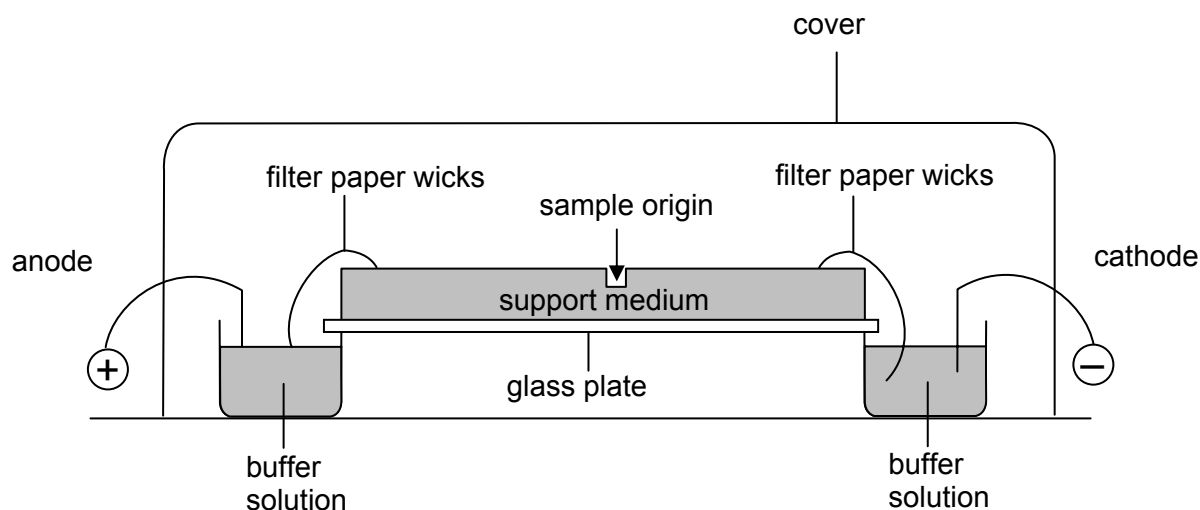 cover
filter paper wicks
filter paper wicks
sample origin
anode
cathode
support medium
+
–
glass plate
buffer
solution
buffer
solution